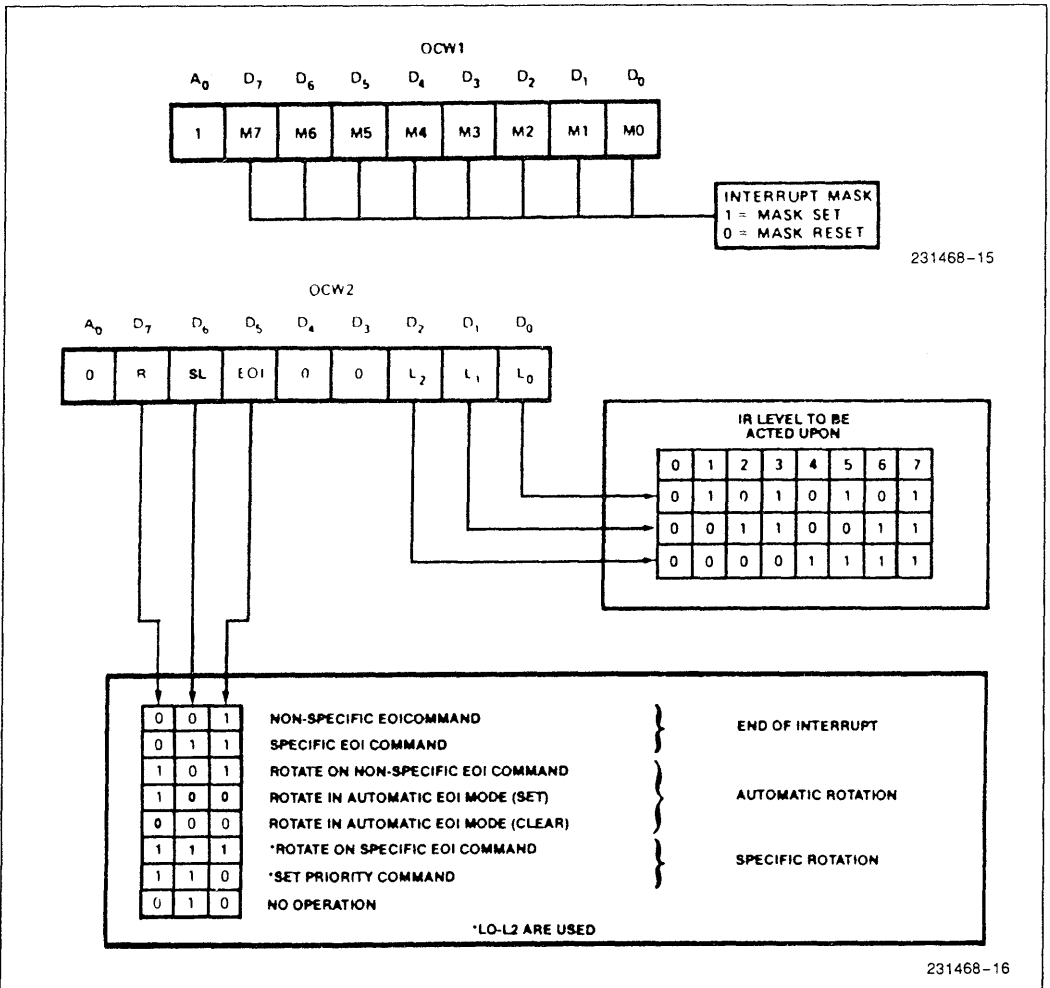 OCW1
A0 D7 D6 D5 D4 D3 D2 D1 D0
1 M7 M6 M5 M4 M3 M2 M1 M0
INTERRUPT MASK
1 = MASK SET
0 = MASK RESET
231468-15
OCW2
A0 D7 D6 D5 D4 D3 D2 D1 D0
0 R SL EOI 0 0 L2 L1 L0
IR LEVEL TO BE
ACTED UPON
0 1 2 3 4 5 6 7
0 1 0 1 0 1 0 1
0 0 1 1 0 0 1 1
0 0 0 0 1 1 1 1
0 0 1 NON-SPECIFIC EOICOMMAND } END OF INTERRUPT
0 1 1 SPECIFIC EOI COMMAND
1 0 1 ROTATE ON NON-SPECIFIC EOI COMMAND
1 0 0 ROTATE IN AUTOMATIC EOI MODE (SET) } AUTOMATIC ROTATION
0 0 0 ROTATE IN AUTOMATIC EOI MODE (CLEAR)
1 1 1 *ROTATE ON SPECIFIC EOI COMMAND } SPECIFIC ROTATION
1 1 0 *SET PRIORITY COMMAND
0 1 0 NO OPERATION
*LO-L2 ARE USED
231468-16